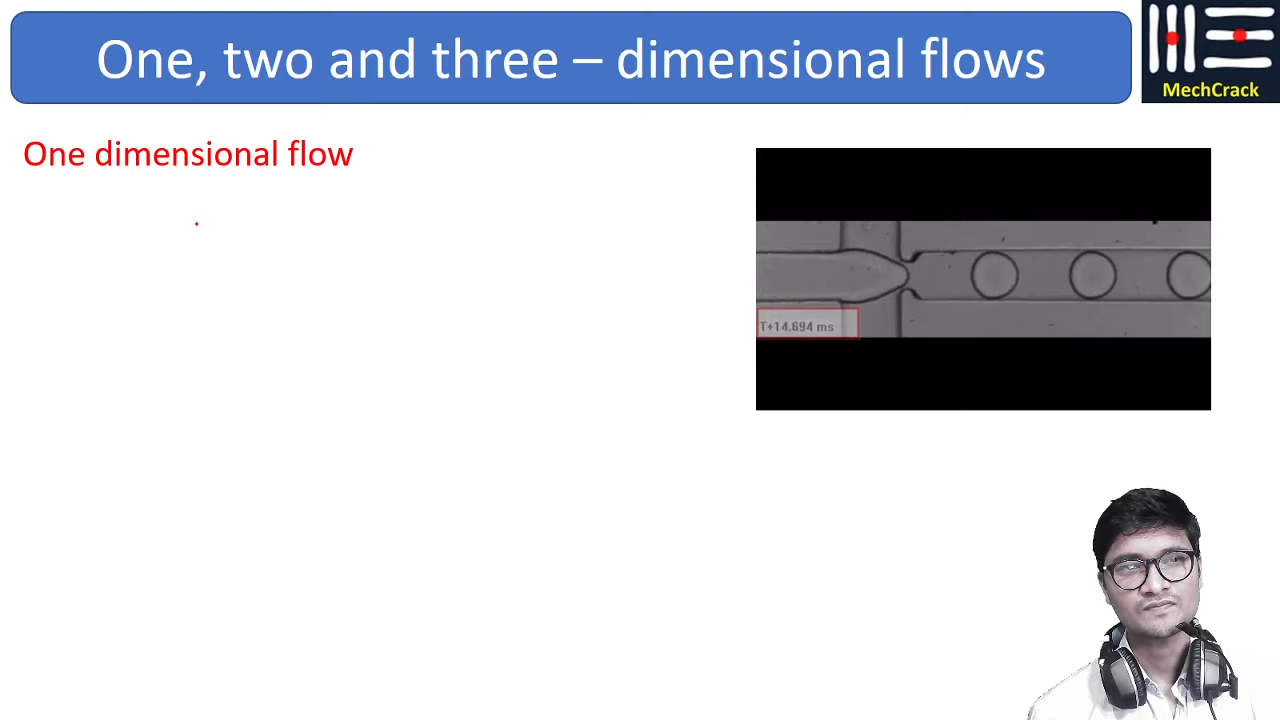 One, two and three – dimensional flows
MechCrack
One dimensional flow
T+14.694 ms